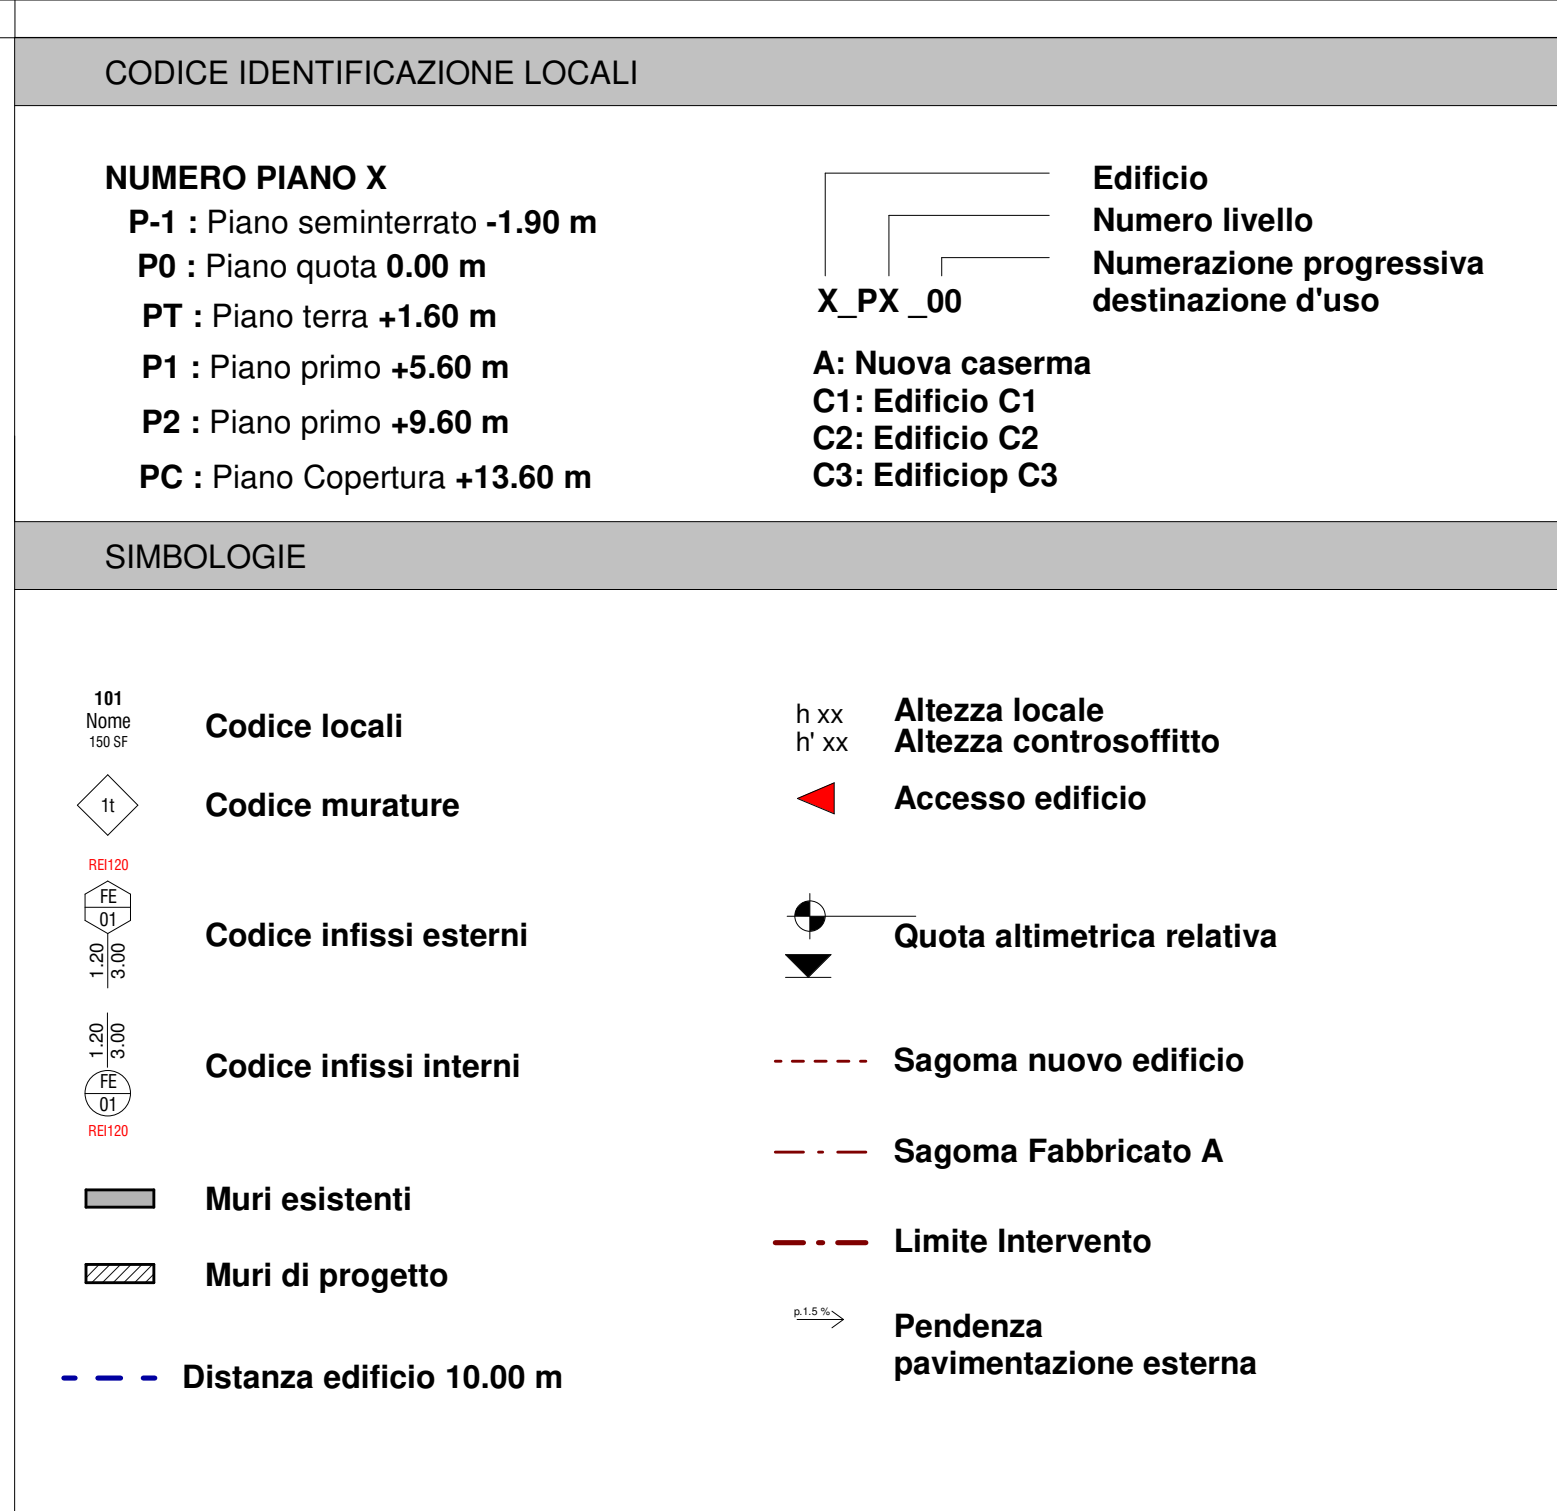 CODICE IDENTIFICAZIONE LOCALI
NUMERO PIANO X
P-1 : Piano seminterrato -1.90 m
P0 : Piano quota 0.00 m
PT : Piano terra +1.60 m
P1 : Piano primo +5.60 m
P2 : Piano primo +9.60 m
PC : Piano Copertura +13.60 m
Edificio
Numero livello
Numerazione progressiva
destinazione d'uso
X_PX _00
A: Nuova caserma
C1: Edificio C1
C2: Edificio C2
C3: Edificiop C3
SIMBOLOGIE
101
Nome
150 SF
Codice locali
1t
Codice murature
REI120
FE
01
1.20
3.00
Codice infissi esterni
1.20
3.00
FE
01
REI120
Codice infissi interni
Muri esistenti
Muri di progetto
Distanza edificio 10.00 m
h xx
h' xx
Altezza locale
Altezza controsoffitto
Accesso edificio
Quota altimetrica relativa
Sagoma nuovo edificio
Sagoma Fabbricato A
Limite Intervento
p.1.5 %
Pendenza
pavimentazione esterna